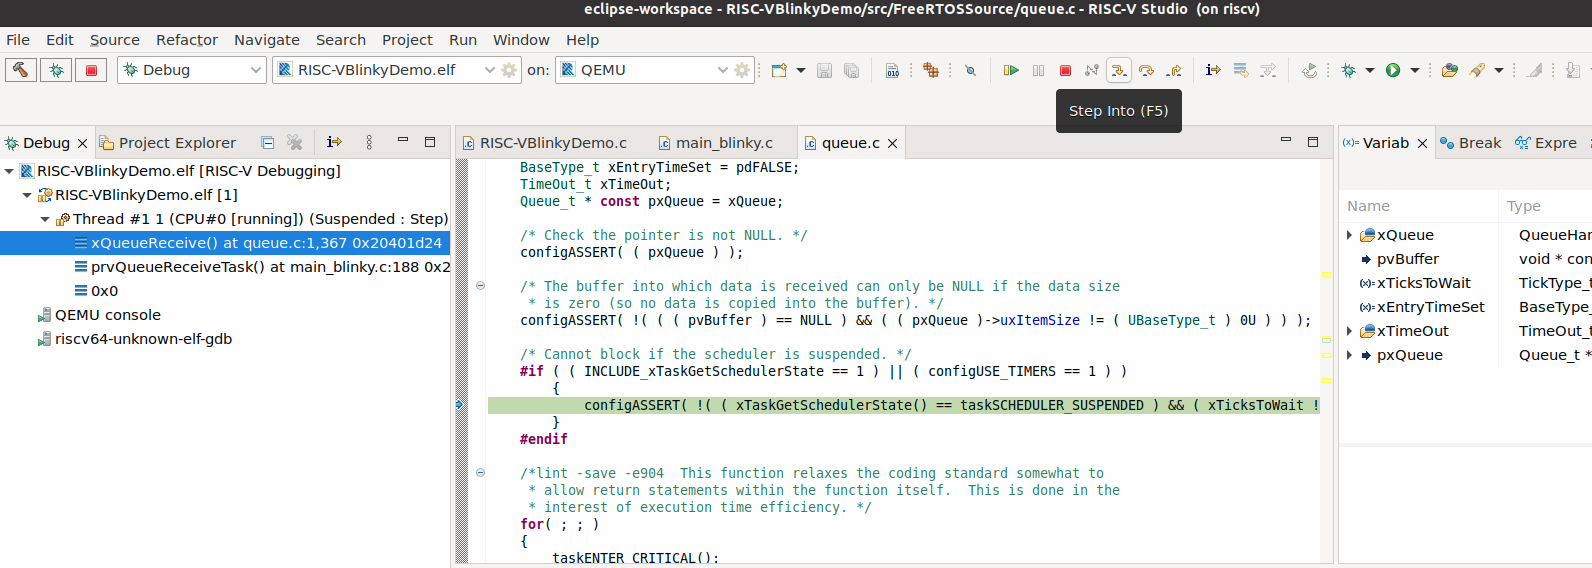 eclipse-workspace - RISC-VBlinkyDemo/src/FreeRTOSSource/queue.c - RISC-V Studio (on riscv)
File Edit Source Refactor Navigate Search Project Run Window Help
Debug RISC-VBlinkyDemo.elf on: QEMU
Step Into (F5)
Debug Project Explorer
RISC-VBlinkyDemo.elf [RISC-V Debugging]
RISC-VBlinkyDemo.elf [1]
Thread #1 1 (CPU#0 [running]) (Suspended : Step)
xQueueReceive() at queue.c:1,367 0x20401d24
prvQueueReceiveTask() at main_blinky.c:188 0x2
0x0
QEMU console
riscv64-unknown-elf-gdb
RISC-VBlinkyDemo.c main_blinky.c queue.c
BaseType_t xEntryTimeSet = pdFALSE;
TimeOut_t xTimeOut;
Queue_t * const pxQueue = xQueue;
/* Check the pointer is not NULL. */
configASSERT( ( pxQueue ) );
/* The buffer into which data is received can only be NULL if the data size
* is zero (so no data is copied into the buffer). */
configASSERT( !( ( ( pvBuffer ) == NULL ) && ( ( pxQueue )->uxItemSize != ( UBaseType_t ) 0U ) ) );
/* Cannot block if the scheduler is suspended. */
#if ( ( INCLUDE_xTaskGetSchedulerState == 1 ) || ( configUSE_TIMERS == 1 ) )
{
configASSERT( !( ( xTaskGetSchedulerState() == taskSCHEDULER_SUSPENDED ) && ( xTicksToWait !
}
#endif
/*lint -save -e904 This function relaxes the coding standard somewhat to
* allow return statements within the function itself. This is done in the
* interest of execution time efficiency. */
for( ; ; )
{
taskENTER_CRITICAL();
Variab Break Expre
Name Type
xQueue QueueHan
pvBuffer void * con
xTicksToWait TickType_t
xEntryTimeSet BaseType_
xTimeOut TimeOut_t
pxQueue Queue_t *